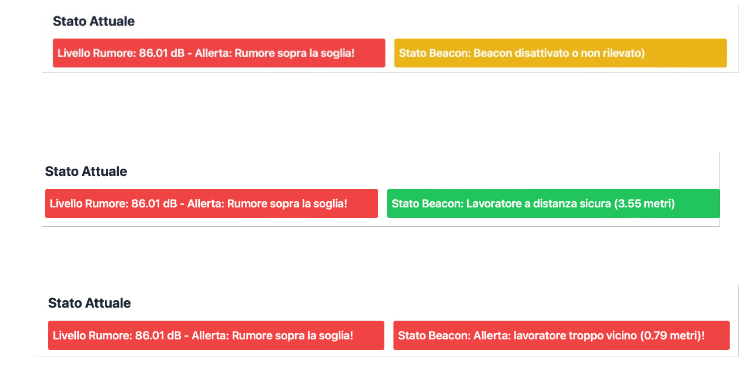 Stato Attuale
Livello Rumore: 86.01 dB - Allerta: Rumore sopra la soglia!
Stato Beacon: Beacon disattivato o non rilevato)
Stato Attuale
Livello Rumore: 86.01 dB - Allerta: Rumore sopra la soglia!
Stato Beacon: Lavoratore a distanza sicura (3.55 metri)
Stato Attuale
Livello Rumore: 86.01 dB - Allerta: Rumore sopra la soglia!
Stato Beacon: Allerta: lavoratore troppo vicino (0.79 metri)!